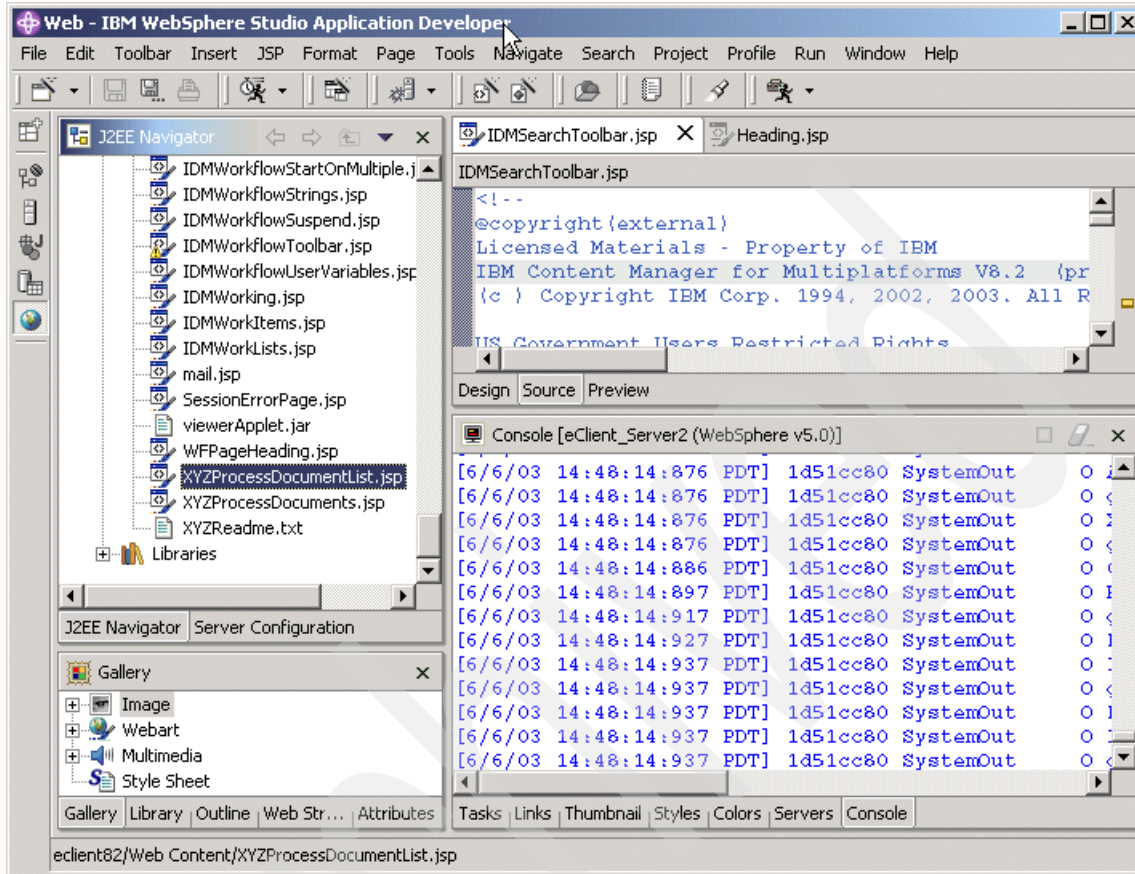 Web - IBM WebSphere Studio Application Developer
File Edit Toolbar Insert JSP Format Page Tools Navigate Search Project Profile Run Window Help
J2EE Navigator
IDMWorkflowStartOnMultiple.j
IDMWorkflowStrings.jsp
IDMWorkflowSuspend.jsp
IDMWorkflowToolbar.jsp
IDMWorkflowUserVariables.jsp
IDMWorking.jsp
IDMWorkItems.jsp
IDMWorkLists.jsp
mail.jsp
SessionErrorPage.jsp
viewerApplet.jar
WFPageHeading.jsp
XYZProcessDocumentList.jsp
XYZProcessDocuments.jsp
XYZReadme.txt
Libraries
J2EE Navigator Server Configuration
Gallery
Image
Webart
Multimedia
Style Sheet
Gallery Library Outline Web Str... Attributes
IDMSearchToolbar.jsp Heading.jsp
IDMSearchToolbar.jsp
<!--
@copyright(external)
Licensed Materials - Property of IBM
IBM Content Manager for Multiplatforms V8.2 (pr
(c ) Copyright IBM Corp. 1994, 2002, 2003. All R
US Government Users Restricted Rights
Design Source Preview
Console [eClient_Server2 (WebSphere v5.0)]
[6/6/03 14:48:14:876 PDT] 1d51cc80 SystemOut O
[6/6/03 14:48:14:876 PDT] 1d51cc80 SystemOut O
[6/6/03 14:48:14:876 PDT] 1d51cc80 SystemOut O
[6/6/03 14:48:14:876 PDT] 1d51cc80 SystemOut O
[6/6/03 14:48:14:886 PDT] 1d51cc80 SystemOut O
[6/6/03 14:48:14:897 PDT] 1d51cc80 SystemOut O
[6/6/03 14:48:14:917 PDT] 1d51cc80 SystemOut O
[6/6/03 14:48:14:927 PDT] 1d51cc80 SystemOut O
[6/6/03 14:48:14:937 PDT] 1d51cc80 SystemOut O
[6/6/03 14:48:14:937 PDT] 1d51cc80 SystemOut O
[6/6/03 14:48:14:937 PDT] 1d51cc80 SystemOut O
[6/6/03 14:48:14:937 PDT] 1d51cc80 SystemOut O
[6/6/03 14:48:14:937 PDT] 1d51cc80 SystemOut O
Tasks Links Thumbnail Styles Colors Servers Console
eclient82/Web Content/XYZProcessDocumentList.jsp